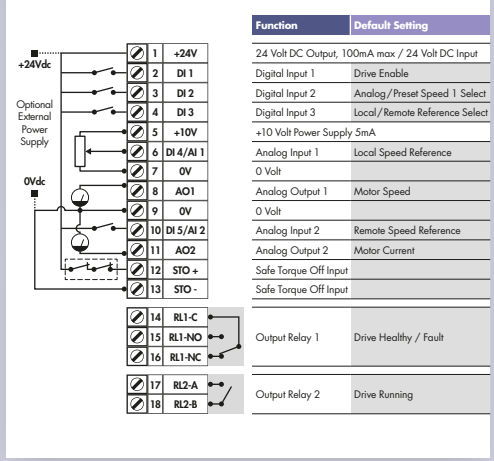 Function Default Setting
+24Vdc
Optional
External
Power
Supply
0Vdc
1 +24V 24 Volt DC Output, 100mA max / 24 Volt DC Input
2 DI 1 Digital Input 1 Drive Enable
3 DI 2 Digital Input 2 Analog/Preset Speed 1 Select
4 DI 3 Digital Input 3 Local/Remote Reference Select
5 +10V +10 Volt Power Supply 5mA
6 DI 4/AI 1 Analog Input 1 Local Speed Reference
7 0V 0 Volt
8 AO1 Analog Output 1 Motor Speed
9 0V 0 Volt
10 DI 5/AI 2 Analog Input 2 Remote Speed Reference
11 AO2 Analog Output 2 Motor Current
12 STO + Safe Torque Off Input
13 STO - Safe Torque Off Input
14 RL1-C
15 RL1-NO Output Relay 1 Drive Healthy / Fault
16 RL1-NC
17 RL2-A
Output Relay 2 Drive Running
18 RL2-B